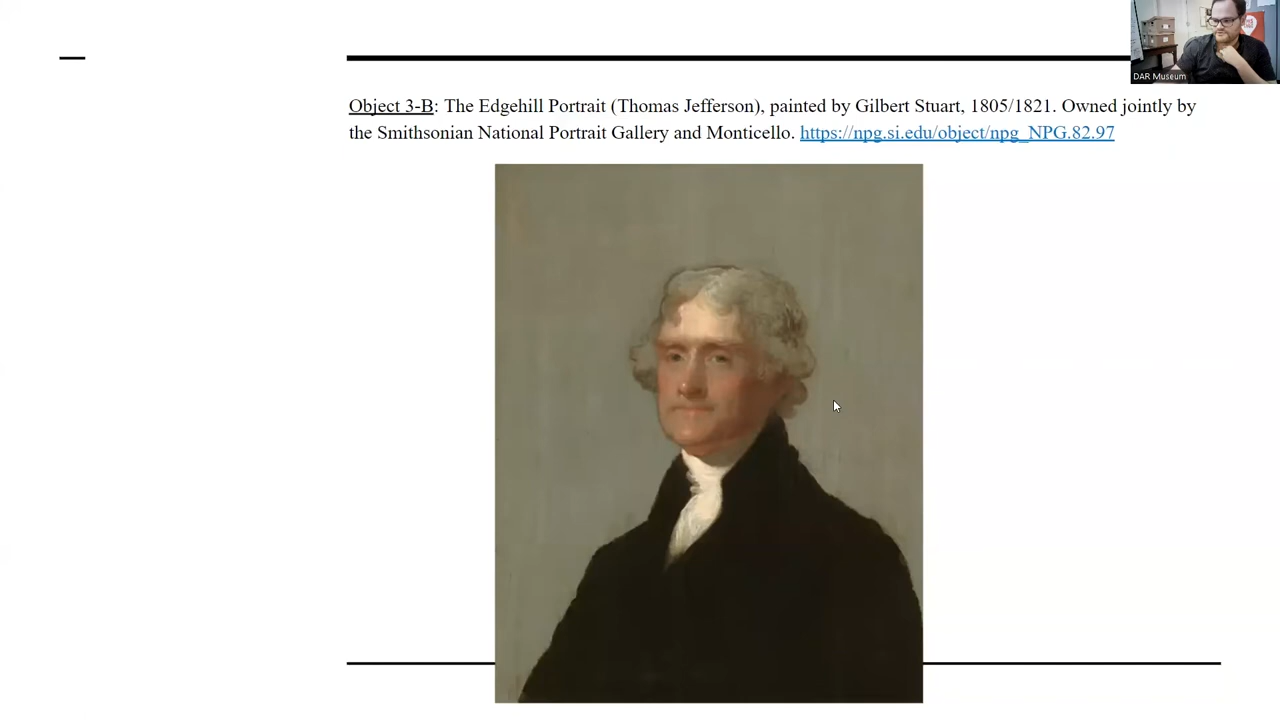 DAR Museum
Object 3-B: The Edgehill Portrait (Thomas Jefferson), painted by Gilbert Stuart, 1805/1821. Owned jointly by
the Smithsonian National Portrait Gallery and Monticello. https://npg.si.edu/object/npg_NPG.82.97